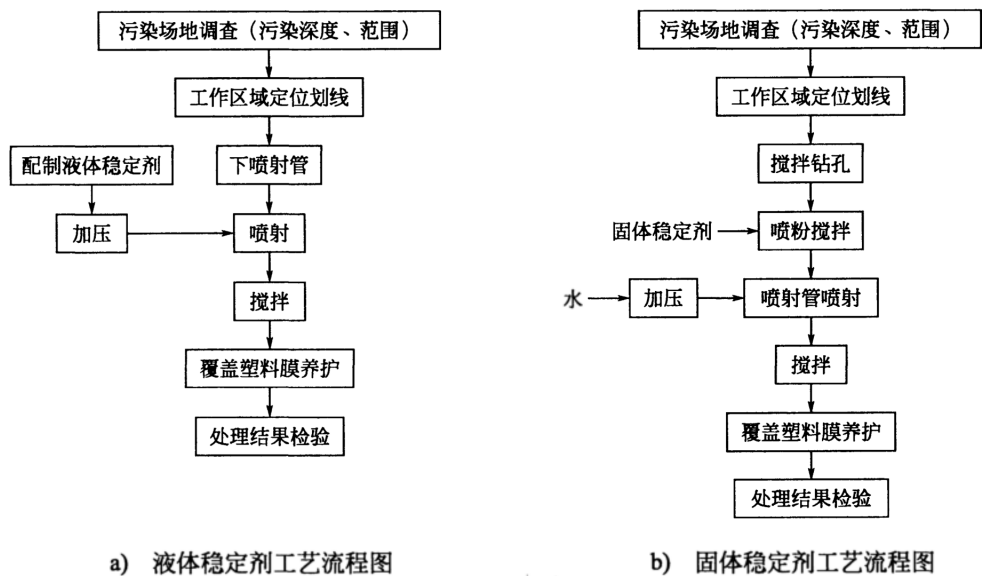 污染场地调查（污染深度、范围）
工作区域定位划线
配制液体稳定剂
下喷射管
加压
喷射
搅拌
覆盖塑料膜养护
处理结果检验
a) 液体稳定剂工艺流程图
污染场地调查（污染深度、范围）
工作区域定位划线
搅拌钻孔
固体稳定剂
喷粉搅拌
水
加压
喷射管喷射
搅拌
覆盖塑料膜养护
处理结果检验
b) 固体稳定剂工艺流程图